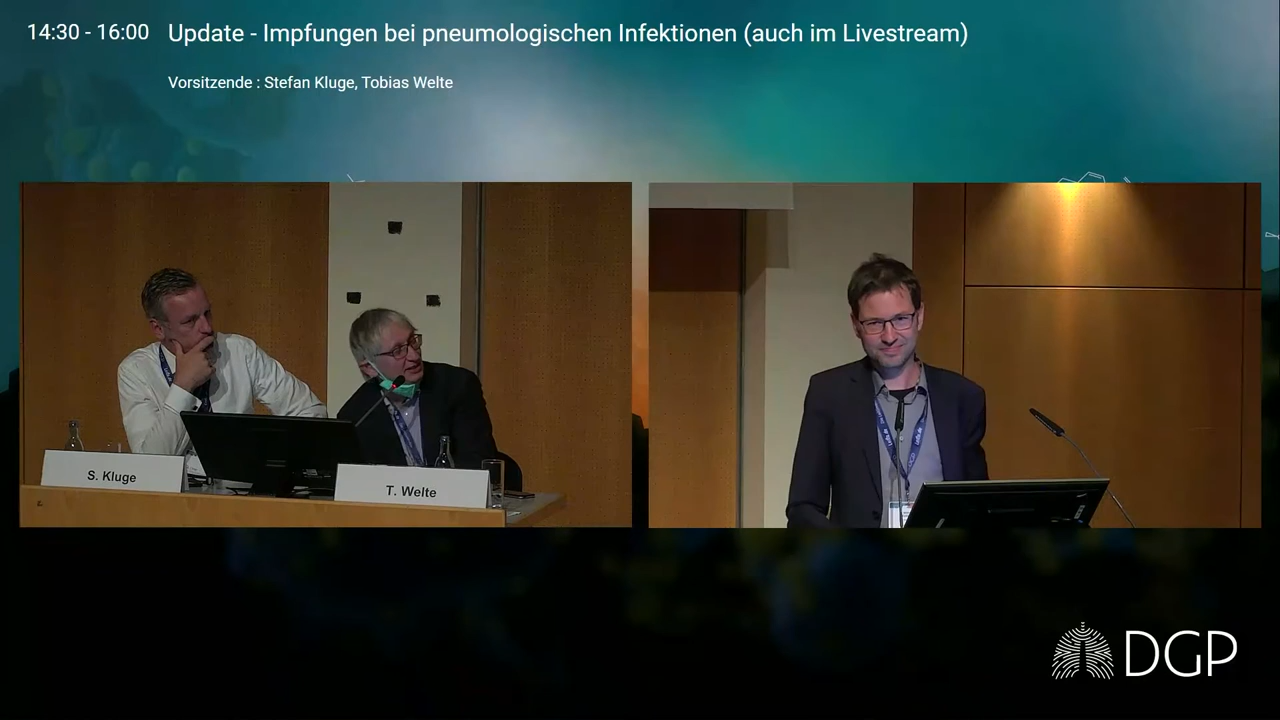 14:30 - 16:00 Update - Impfungen bei pneumologischen Infektionen (auch im Livestream)
Vorsitzende : Stefan Kluge, Tobias Welte
S. Kluge
T. Welte
DGP